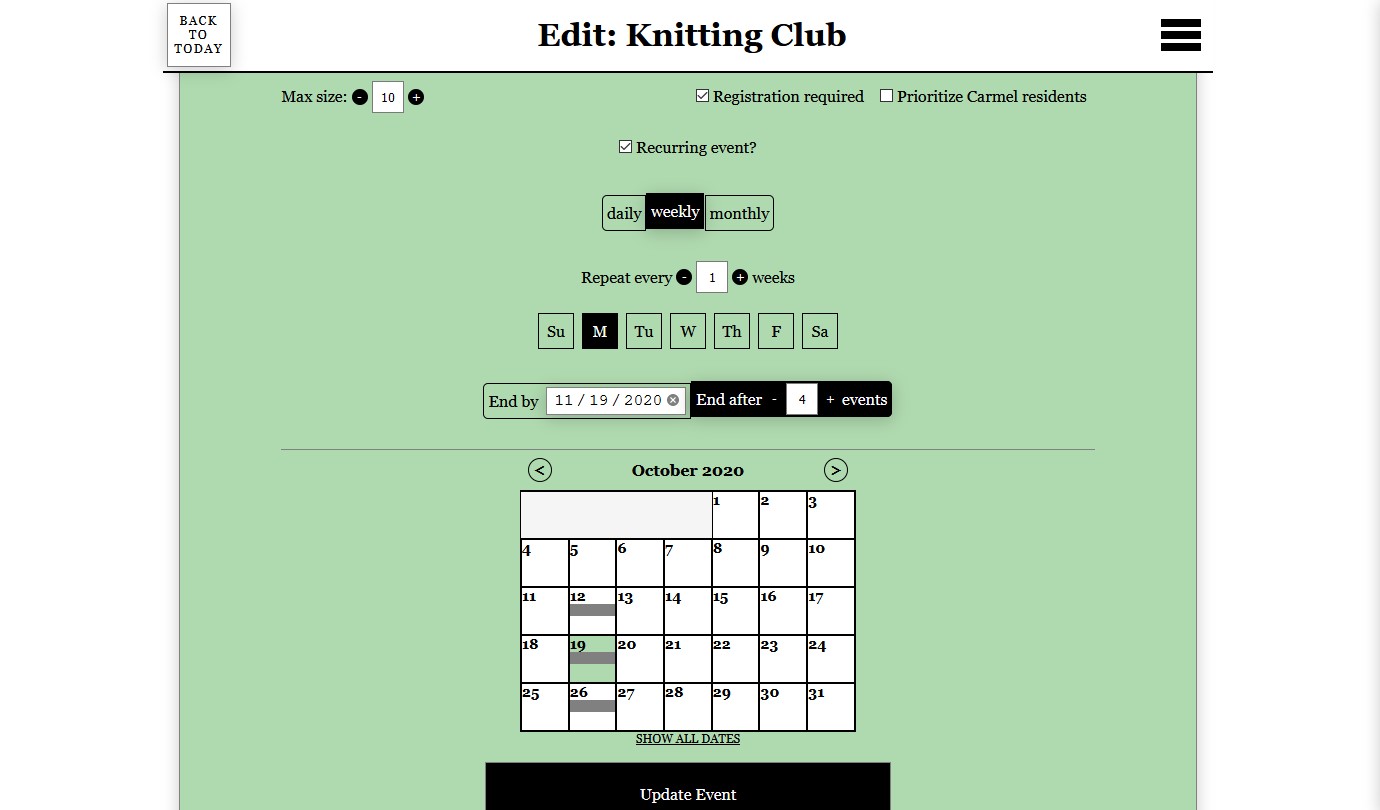 BACK
TO
TODAY
Edit: Knitting Club
Max size: - 10 + Registration required Prioritize Carmel residents
Recurring event?
daily weekly monthly
Repeat every - 1 + weeks
Su M Tu W Th F Sa
End by 11 / 19 / 2020 End after - 4 + events
< October 2020 >
1 2 3
4 5 6 7 8 9 10
11 12 13 14 15 16 17
18 19 20 21 22 23 24
25 26 27 28 29 30 31
SHOW ALL DATES
Update Event